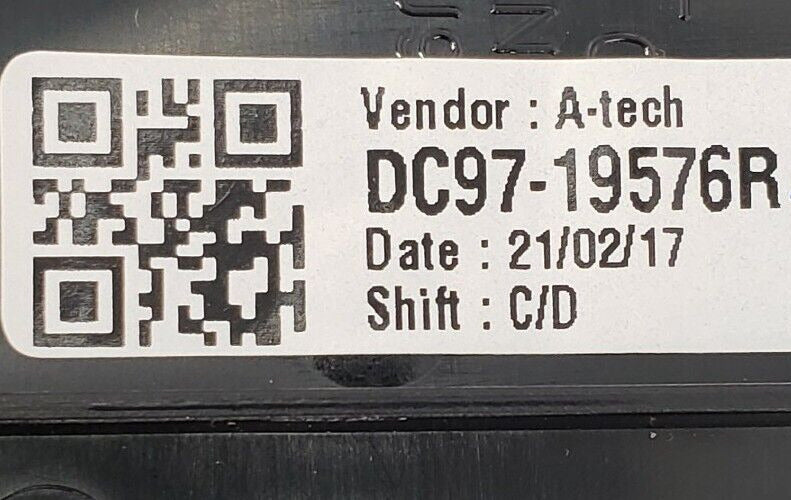 Vendor : A-tech
DC97-19576R
Date : 21/02/17
Shift : C/D